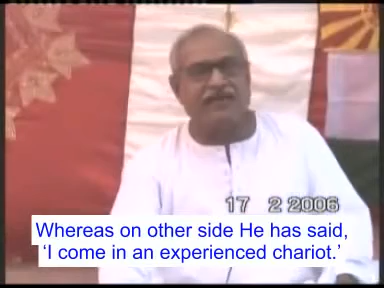 17 2 2006
Whereas on other side He has said,
‘I come in an experienced chariot.’